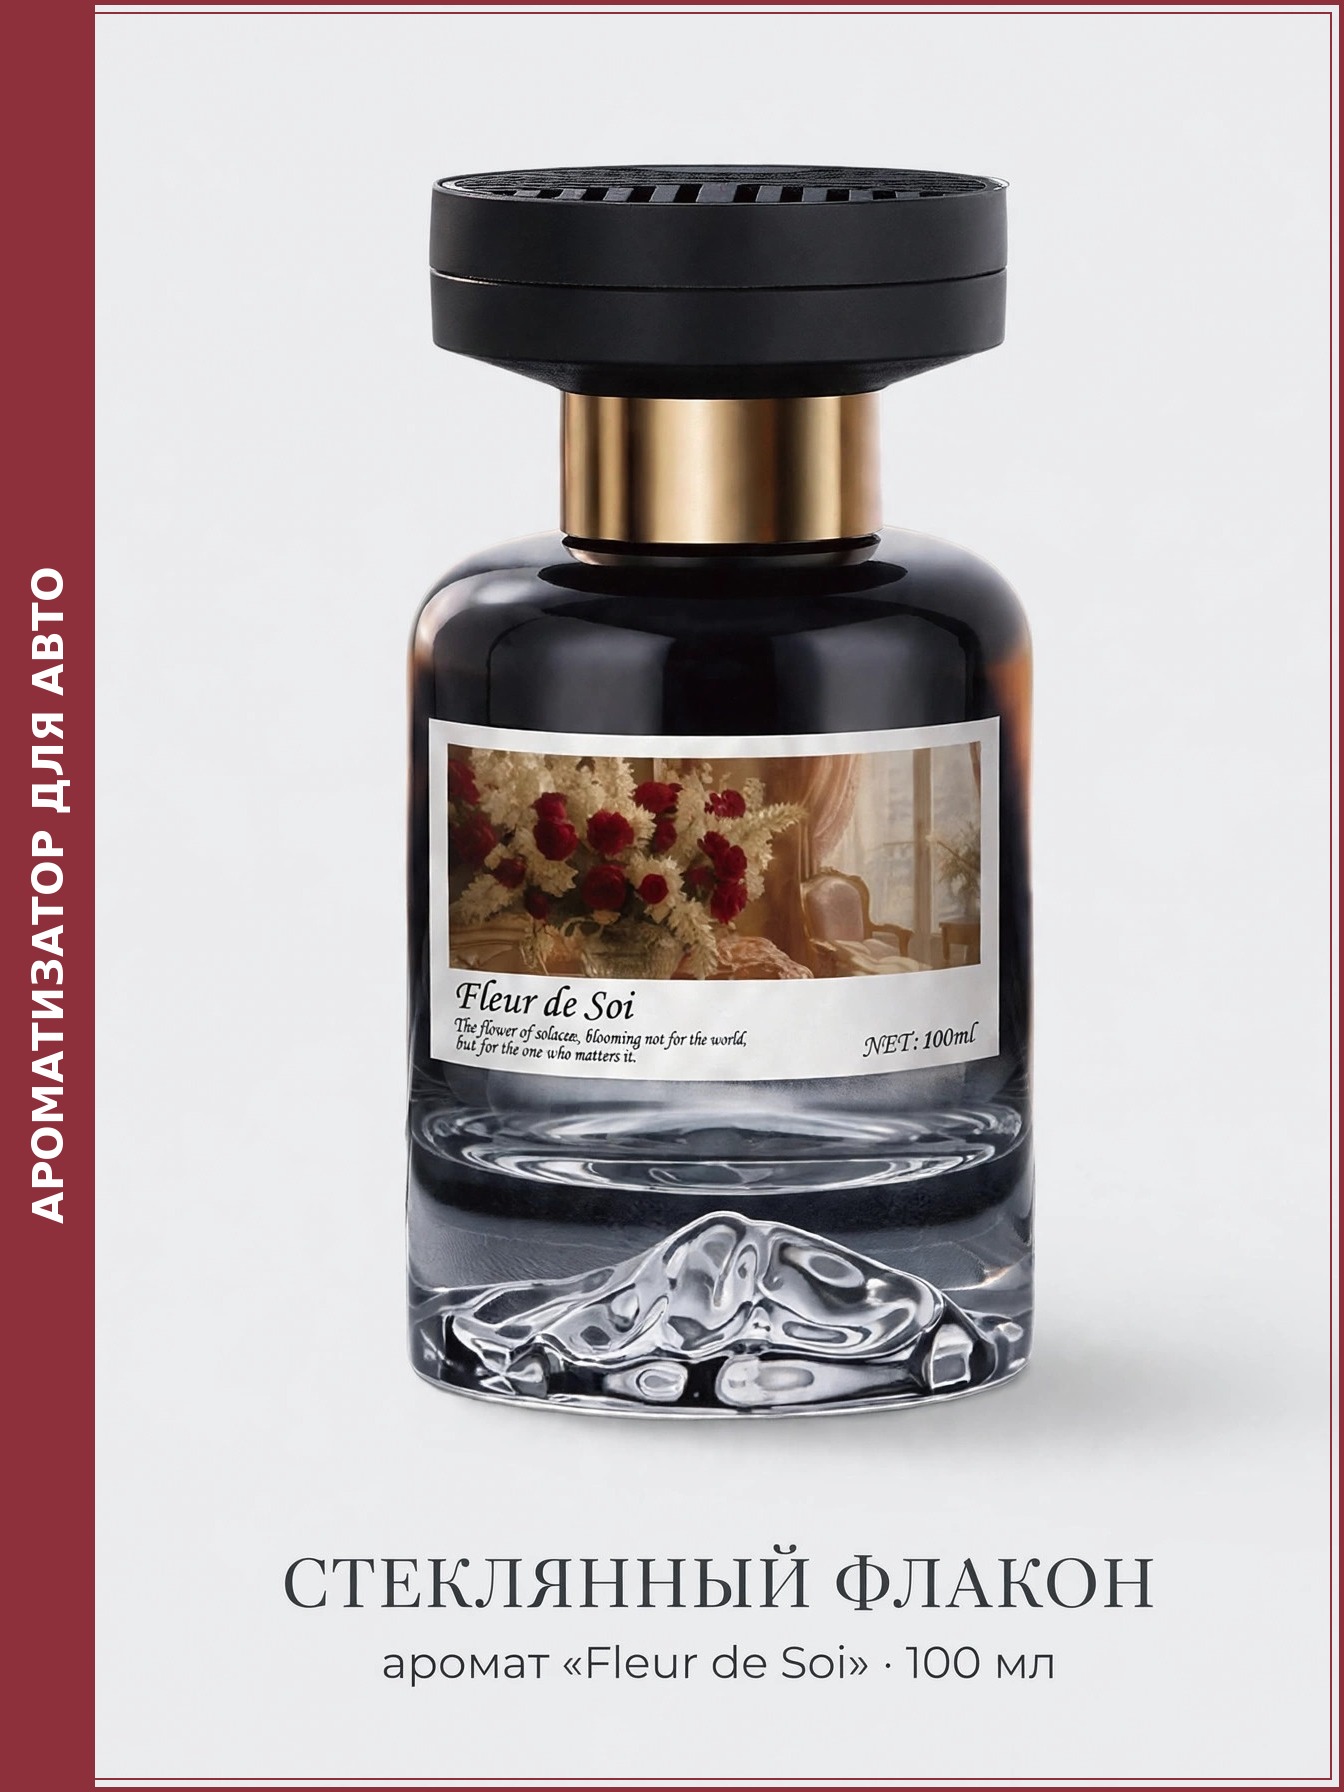 АРОМАТИЗАТОР ДЛЯ АВТО
Fleur de Soi
The flower of solacee, blooming not for the world,
but for the one who matters it.
NET: 100ml
СТЕКЛЯННЫЙ ФЛАКОН
аромат «Fleur de Soi» · 100 мл